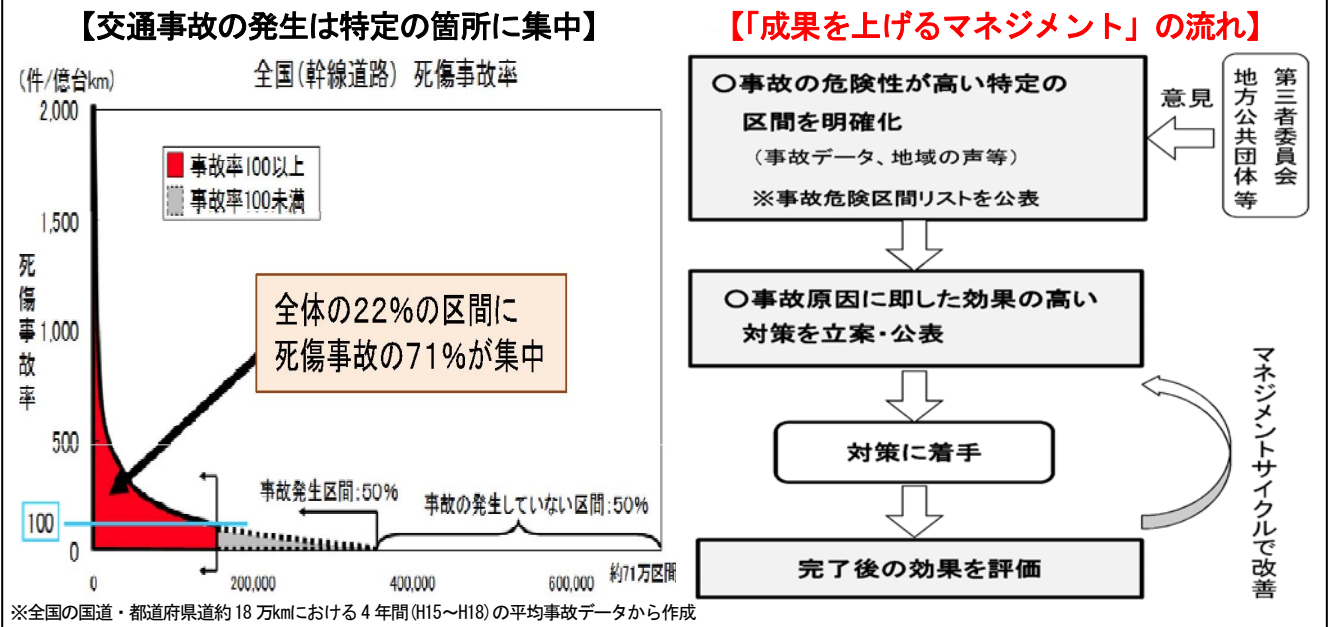 【交通事故の発生は特定の箇所に集中】
(件/億台km)
全国(幹線道路) 死傷事故率
2,000
1,500
1,000
500
100
0
死傷事故率
事故率100以上
事故率100未満
全体の22%の区間に
死傷事故の71%が集中
事故発生区間:50%
事故の発生していない区間:50%
0
200,000
400,000
600,000
約71万区間
※全国の国道・都道府県道約18万kmにおける4年間(H15~H18)の平均事故データから作成
【「成果を上げるマネジメント」の流れ】
○事故の危険性が高い特定の
区間を明確化
(事故データ、地域の声等)
※事故危険区間リストを公表
意見
第三者委員会
地方公共団体等
○事故原因に即した効果の高い
対策を立案・公表
対策に着手
完了後の効果を評価
マネジメントサイクルで改善